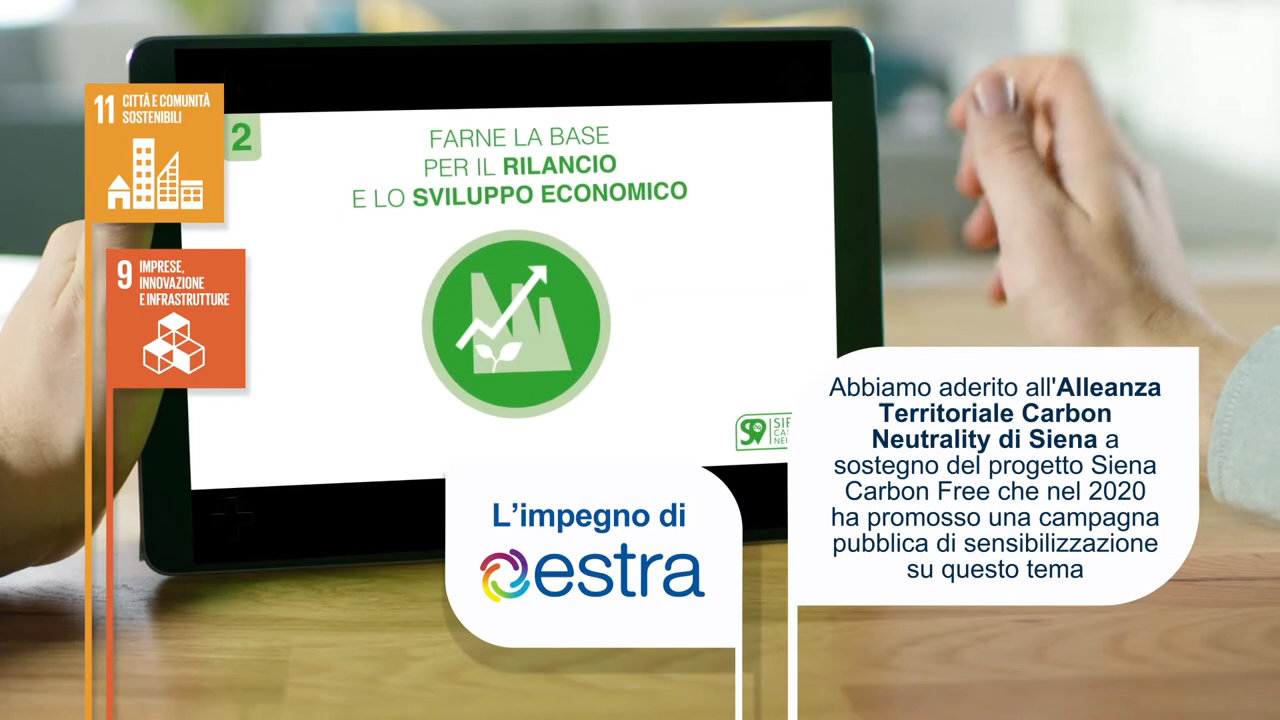 11 CITTÀ E COMUNITÀ
SOSTENIBILI
2
FARNE LA BASE
PER IL RILANCIO
E LO SVILUPPO ECONOMICO
9 IMPRESE,
INNOVAZIONE
E INFRASTRUTTURE
Abbiamo aderito all'Alleanza
Territoriale Carbon
Neutrality di Siena a
sostegno del progetto Siena
Carbon Free che nel 2020
ha promosso una campagna
pubblica di sensibilizzazione
su questo tema
L’impegno di
estra